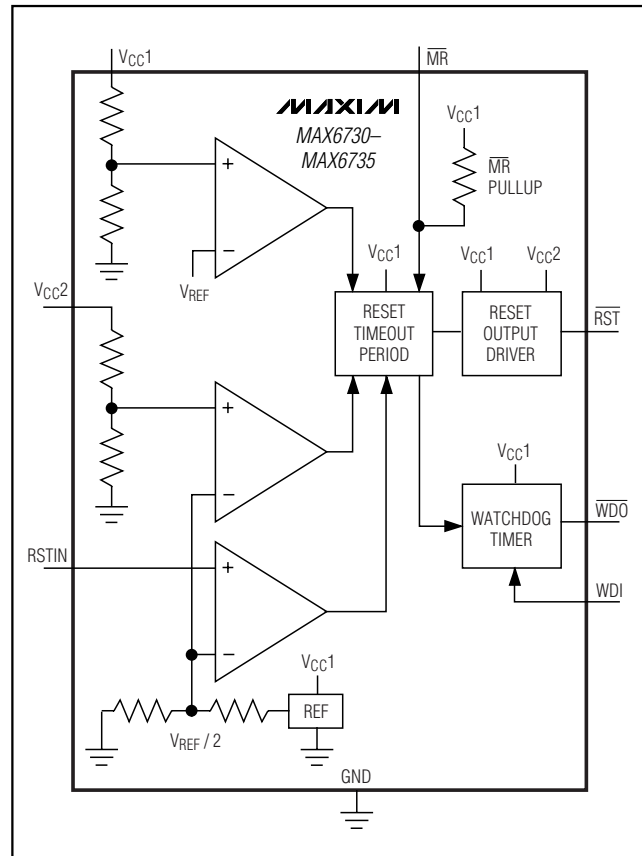 VCC1
MR
MAXIM
MAX6730–
MAX6735
VCC1
MR
PULLUP
+
−
VREF
VCC1
VCC1
VCC2
VCC2
RESET
TIMEOUT
PERIOD
RESET
OUTPUT
DRIVER
RST
+
−
VCC1
WATCHDOG
TIMER
WDO
WDI
RSTIN
+
−
VCC1
REF
VREF / 2
GND